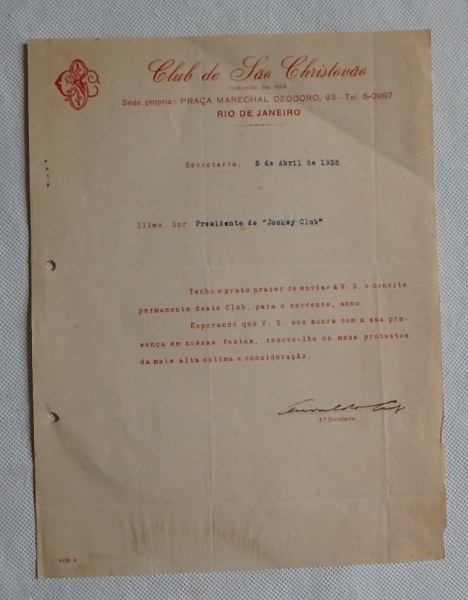 Club de São Christovão
FUNDADO EM 1883
Séde propria: PRAÇA MARECHAL DEODORO, 93—Tel. 8-0987
RIO DE JANEIRO
Secretaria, 5 de Abril de 1932
Illmo. Snr Presidente do "Jockey Club"
Tenho o grato prazer de enviar á V. S. o convite
permanente deste Club, para o corrente, anno.
Esperando que V. S. nos honre com a sua pre-
sença em nossas festas, renovo-lhe os meus protestos
da mais alta estima e consideração.
1.º Secretario